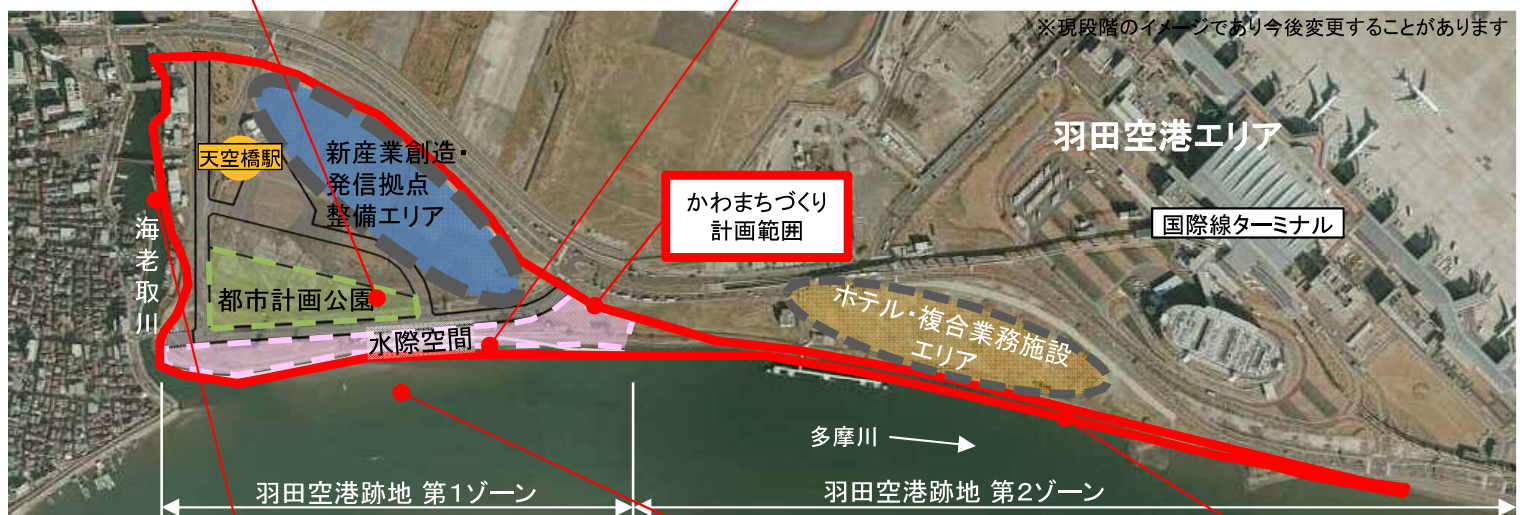 ※現段階のイメージであり今後変更することがあります
羽田空港エリア
天空橋駅
新産業創造・
発信拠点
整備エリア
かわまちづくり
計画範囲
国際線ターミナル
海老取川
都市計画公園
水際空間
ホテル・複合業務施設
エリア
多摩川
羽田空港跡地 第1ゾーン
羽田空港跡地 第2ゾーン